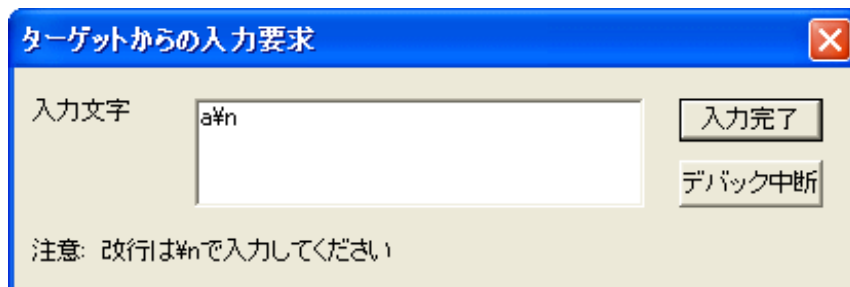 ターゲットからの入力要求
入力文字
a¥n
入力完了
デバック中断
注意: 改行は¥nで入力してください